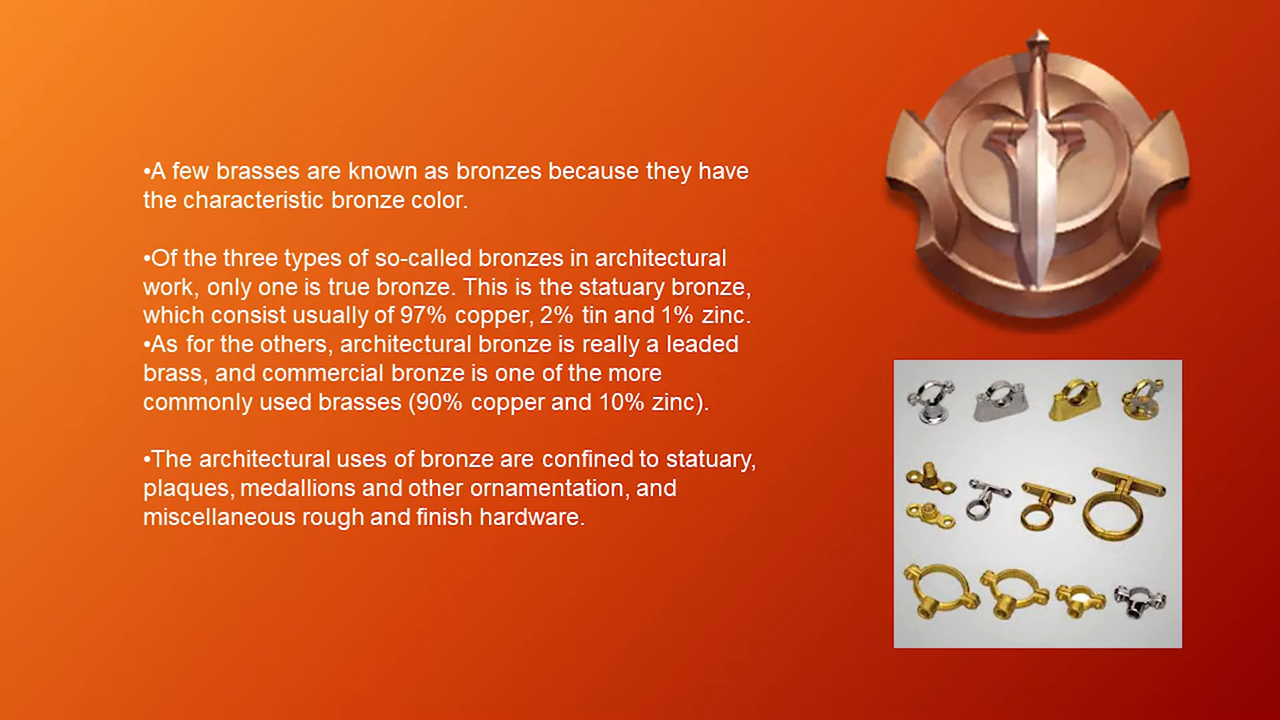 •A few brasses are known as bronzes because they have
the characteristic bronze color.
•Of the three types of so-called bronzes in architectural
work, only one is true bronze. This is the statuary bronze,
which consist usually of 97% copper, 2% tin and 1% zinc.
•As for the others, architectural bronze is really a leaded
brass, and commercial bronze is one of the more
commonly used brasses (90% copper and 10% zinc).
•The architectural uses of bronze are confined to statuary,
plaques, medallions and other ornamentation, and
miscellaneous rough and finish hardware.